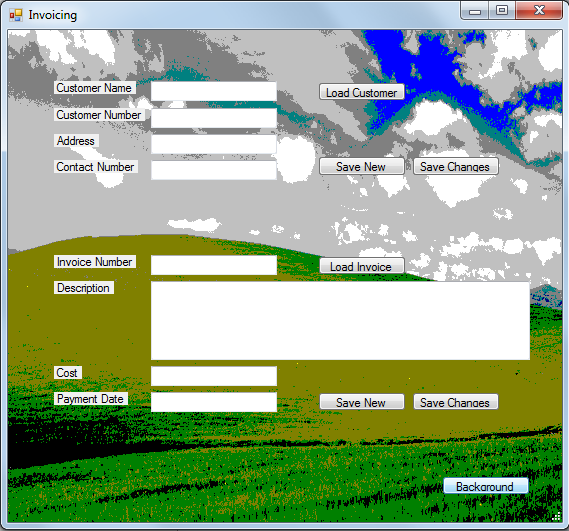 Invoicing
Customer Name
Load Customer
Customer Number
Address
Contact Number
Save New
Save Changes
Invoice Number
Load Invoice
Description
Cost
Payment Date
Save New
Save Changes
Background